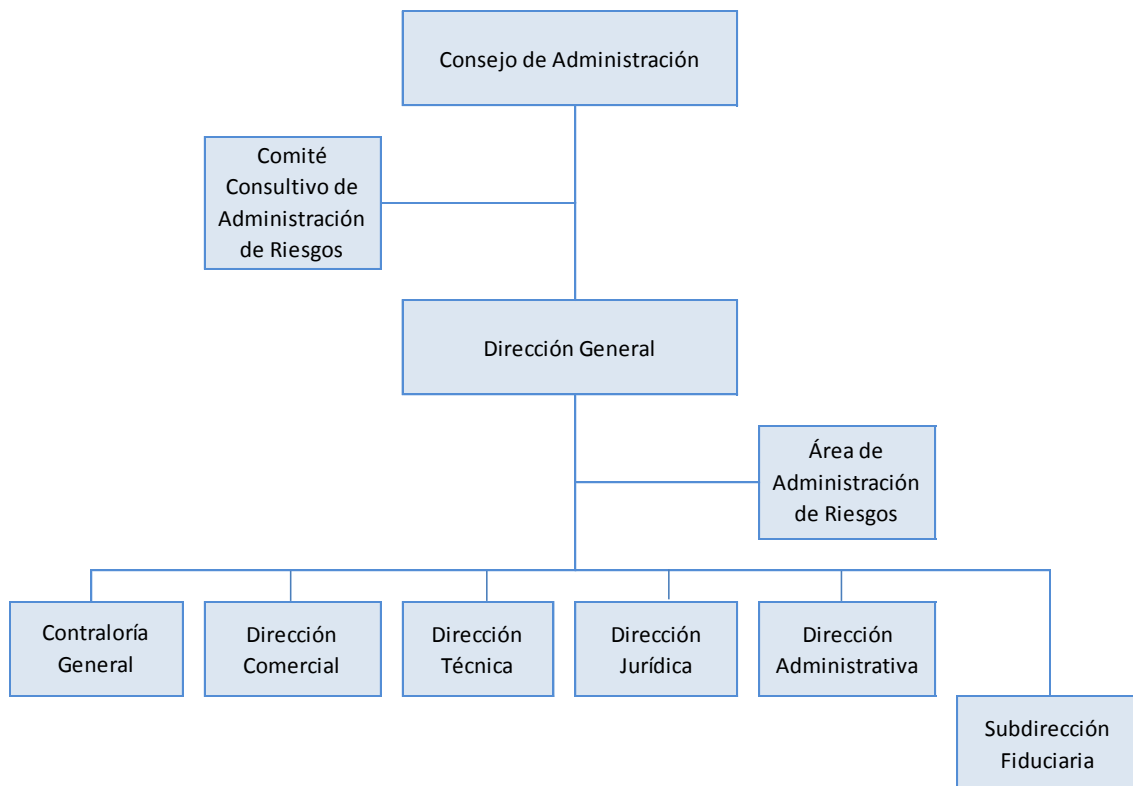 Consejo de Administración
Comité
Consultivo de
Administración
de Riesgos
Dirección General
Área de
Administración
de Riesgos
Contraloría
General
Dirección
Comercial
Dirección
Técnica
Dirección
Jurídica
Dirección
Administrativa
Subdirección
Fiduciaria